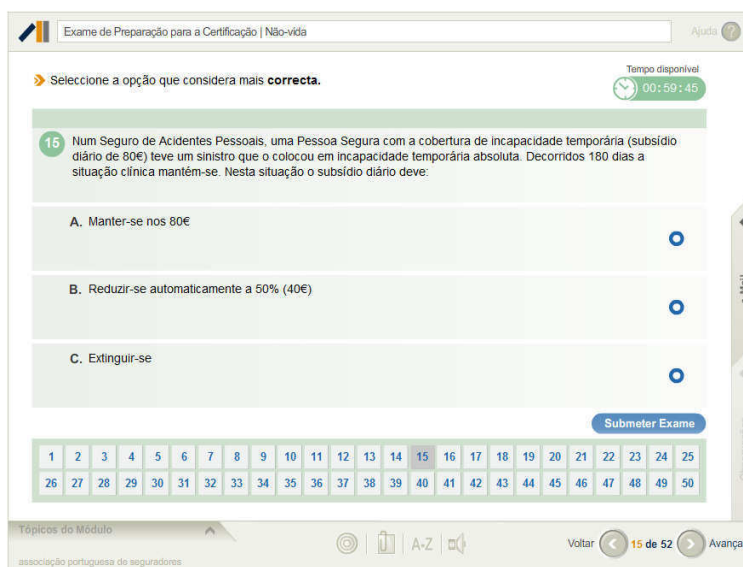 Exame de Preparação para a Certificação | Não-vida
Ajuda ?
Seleccione a opção que considera mais correcta.
Tempo disponível
00:59:45
15 Num Seguro de Acidentes Pessoais, uma Pessoa Segura com a cobertura de incapacidade temporária (subsídio
diário de 80€) teve um sinistro que o colocou em incapacidade temporária absoluta. Decorridos 180 dias a
situação clínica mantém-se. Nesta situação o subsídio diário deve:
A. Manter-se nos 80€
B. Reduzir-se automaticamente a 50% (40€)
C. Extinguir-se
Submeter Exame
1 2 3 4 5 6 7 8 9 10 11 12 13 14 15 16 17 18 19 20 21 22 23 24 25
26 27 28 29 30 31 32 33 34 35 36 37 38 39 40 41 42 43 44 45 46 47 48 49 50
Tópicos do Módulo
A-Z
Voltar 15 de 52 Avança
associação portuguesa de seguradores